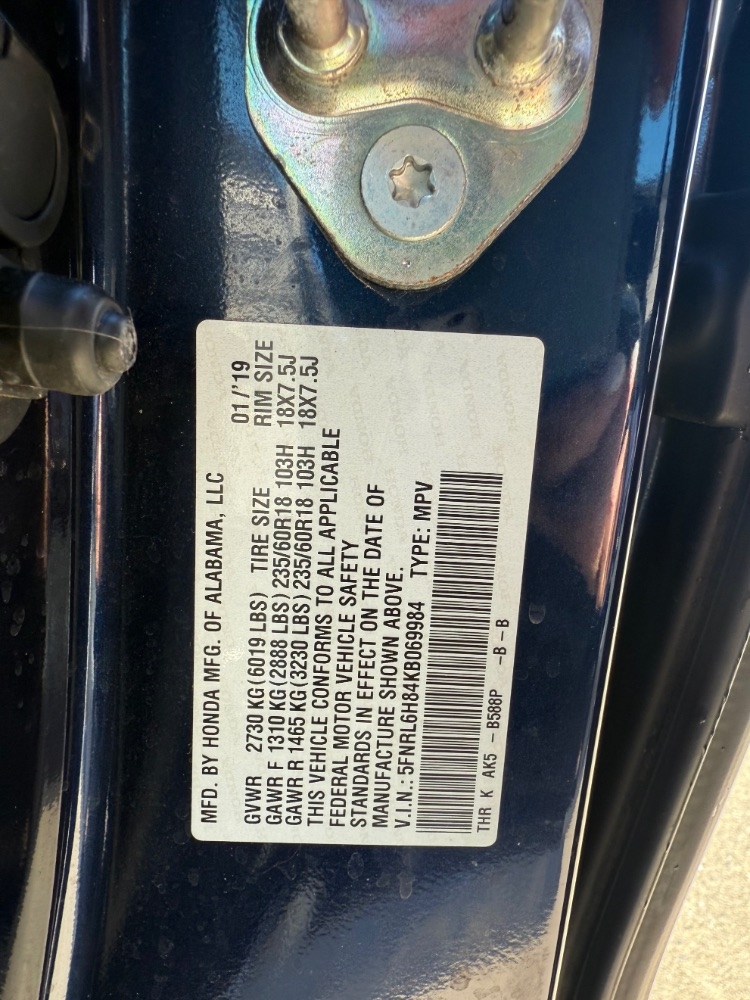 MFD. BY HONDA MFG. OF ALABAMA, LLC 01/'19
GVWR 2730 KG(6019 LBS) TIRE SIZE RIM SIZE
GAWR F 1310 KG(2888 LBS) 235/60R18 103H 18X7.5J
GAWR R 1465 KG(3230 LBS) 235/60R18 103H 18X7.5J
THIS VEHICLE CONFORMS TO ALL APPLICABLE
FEDERAL MOTOR VEHICLE SAFETY
STANDARDS IN EFFECT ON THE DATE OF
MANUFACTURE SHOWN ABOVE.
V.I.N.: 5FNRL6H84KB069984 TYPE: MPV
THR K AK5 -B588P -B-B